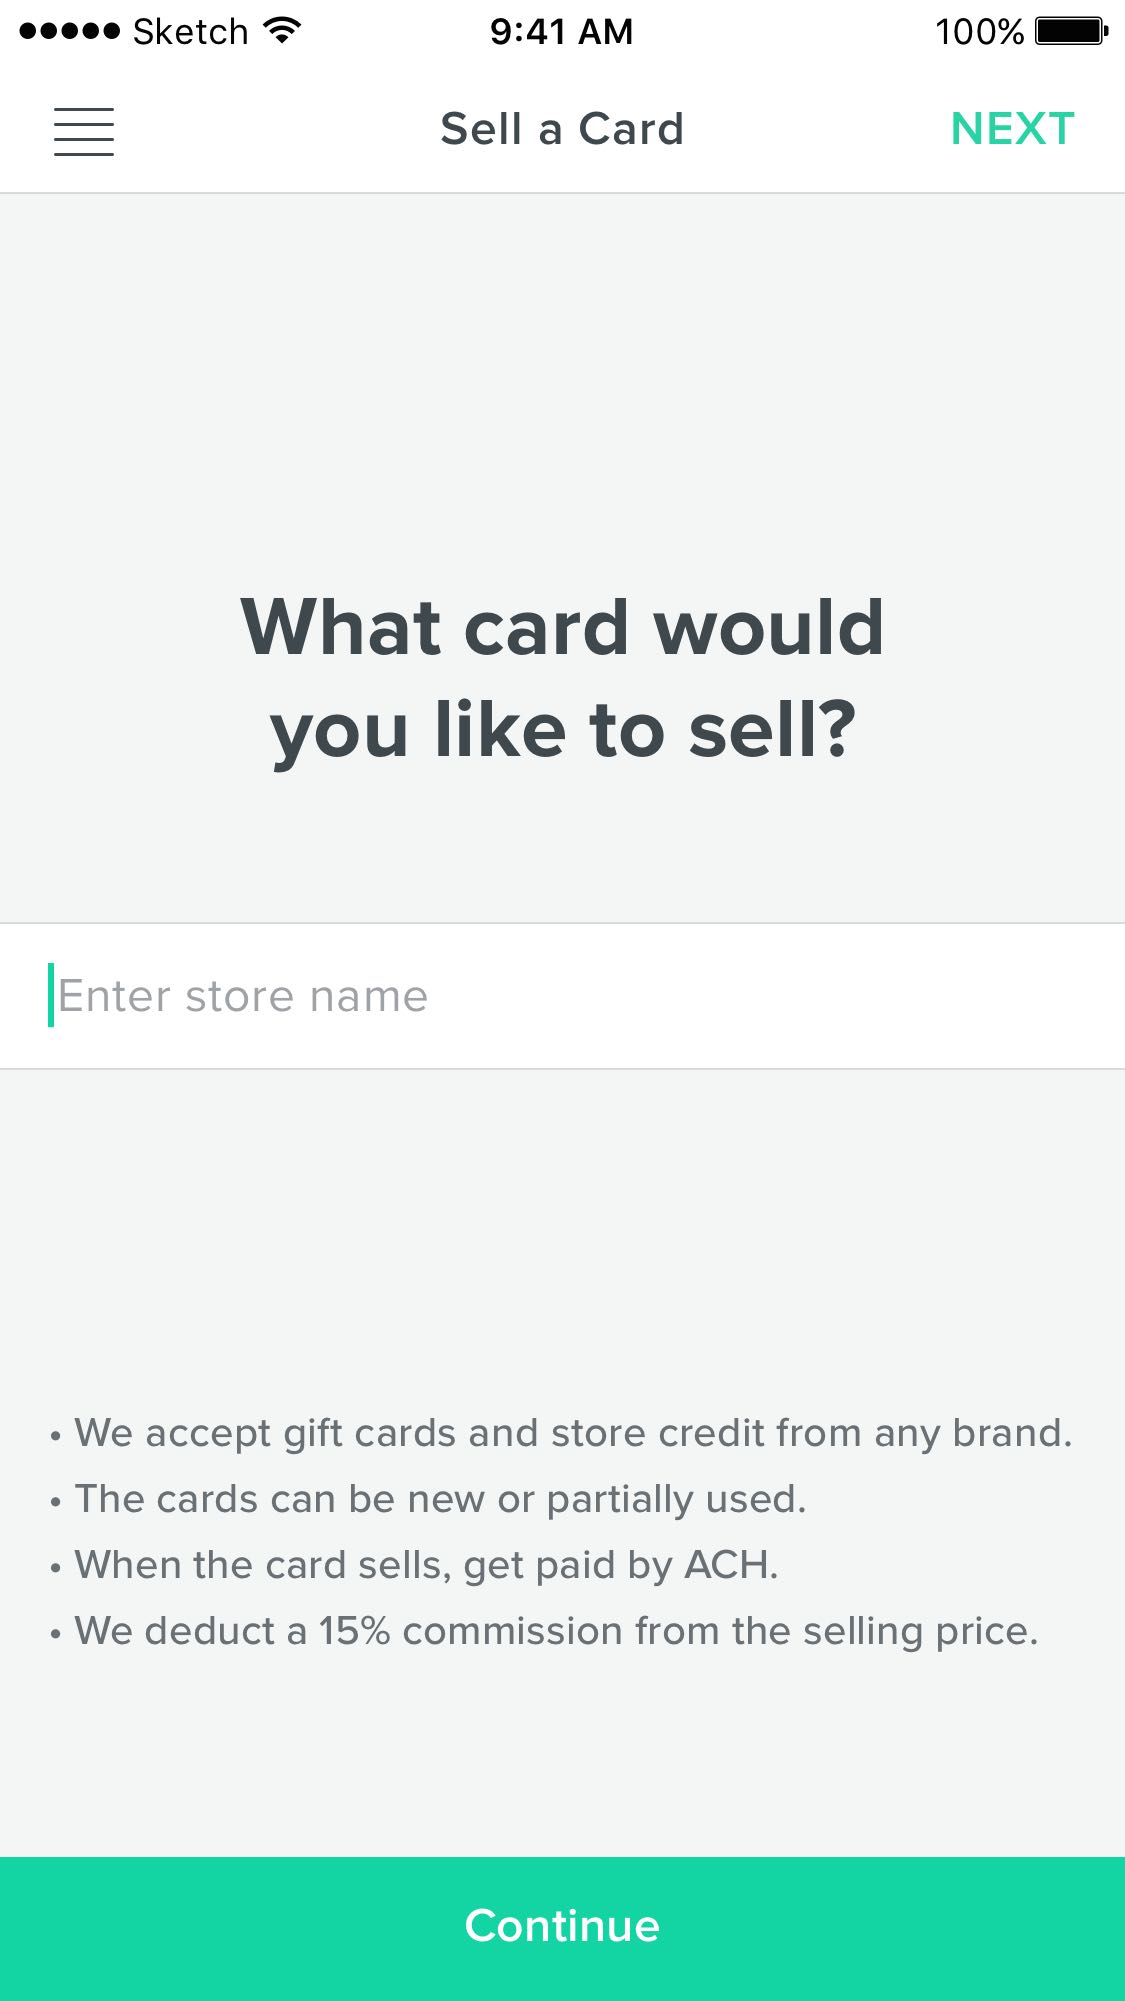 Sketch 9:41 AM 100%
Sell a Card NEXT
What card would
you like to sell?
Enter store name
• We accept gift cards and store credit from any brand.
• The cards can be new or partially used.
• When the card sells, get paid by ACH.
• We deduct a 15% commission from the selling price.
Continue